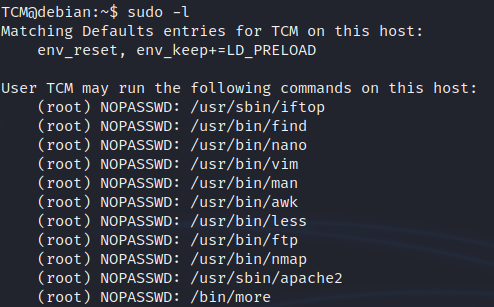 TCM@debian:~$ sudo -l
Matching Defaults entries for TCM on this host:
    env_reset, env_keep+=LD_PRELOAD

User TCM may run the following commands on this host:
    (root) NOPASSWD: /usr/sbin/iftop
    (root) NOPASSWD: /usr/bin/find
    (root) NOPASSWD: /usr/bin/nano
    (root) NOPASSWD: /usr/bin/vim
    (root) NOPASSWD: /usr/bin/man
    (root) NOPASSWD: /usr/bin/awk
    (root) NOPASSWD: /usr/bin/less
    (root) NOPASSWD: /usr/bin/ftp
    (root) NOPASSWD: /usr/bin/nmap
    (root) NOPASSWD: /usr/sbin/apache2
    (root) NOPASSWD: /bin/more